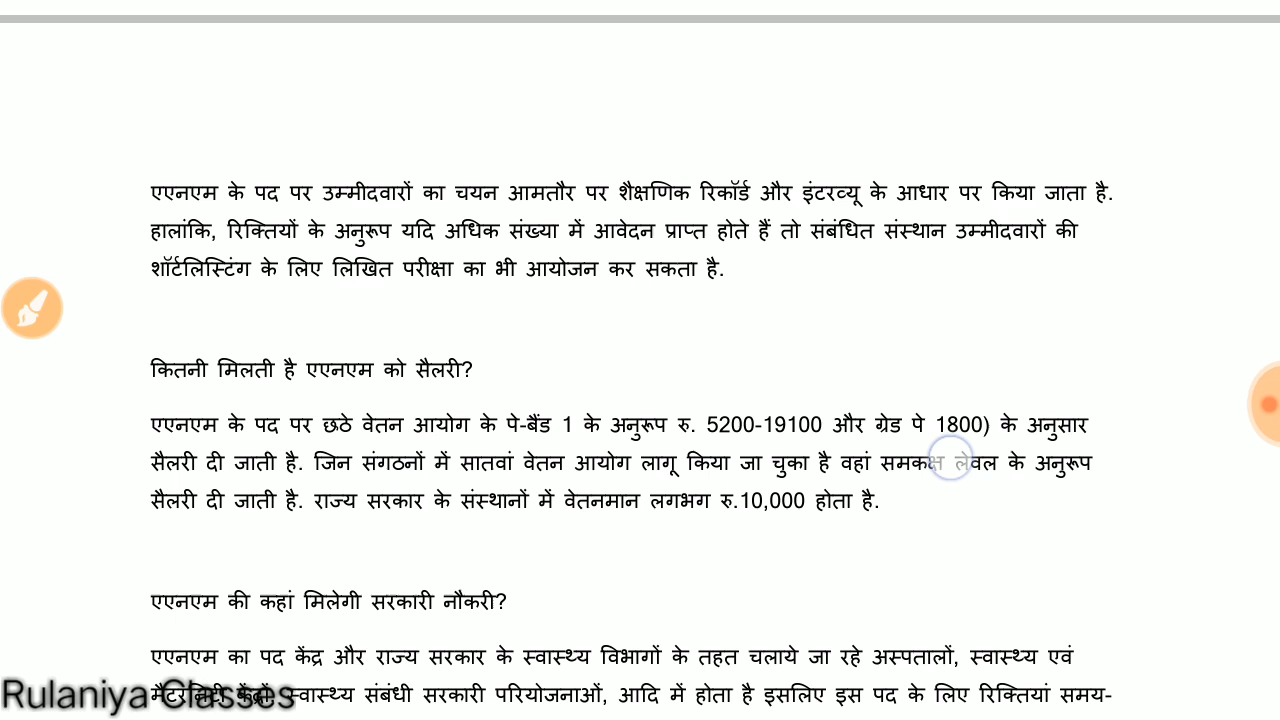 एएनएम के पद पर उम्मीदवारों का चयन आमतौर पर शैक्षणिक रिकॉर्ड और इंटरव्यू के आधार पर किया जाता है.
हालांकि, रिक्तियों के अनुरूप यदि अधिक संख्या में आवेदन प्राप्त होते हैं तो संबंधित संस्थान उम्मीदवारों की
शॉर्टलिस्टिंग के लिए लिखित परीक्षा का भी आयोजन कर सकता है.
कितनी मिलती है एएनएम को सैलरी?
एएनएम के पद पर छठे वेतन आयोग के पे-बैंड 1 के अनुरूप रु. 5200-19100 और ग्रेड पे 1800) के अनुसार
सैलरी दी जाती है. जिन संगठनों में सातवां वेतन आयोग लागू किया जा चुका है वहां समकक्ष लेवल के अनुरूप
सैलरी दी जाती है. राज्य सरकार के संस्थानों में वेतनमान लगभग रु.10,000 होता है.
एएनएम की कहां मिलेगी सरकारी नौकरी?
एएनएम का पद केंद्र और राज्य सरकार के स्वास्थ्य विभागों के तहत चलाये जा रहे अस्पतालों, स्वास्थ्य एवं
मैटरनिटी केंद्रों, स्वास्थ्य संबंधी सरकारी परियोजनाओं, आदि में होता है इसलिए इस पद के लिए रिक्तियां समय-
Rulaniya Classes